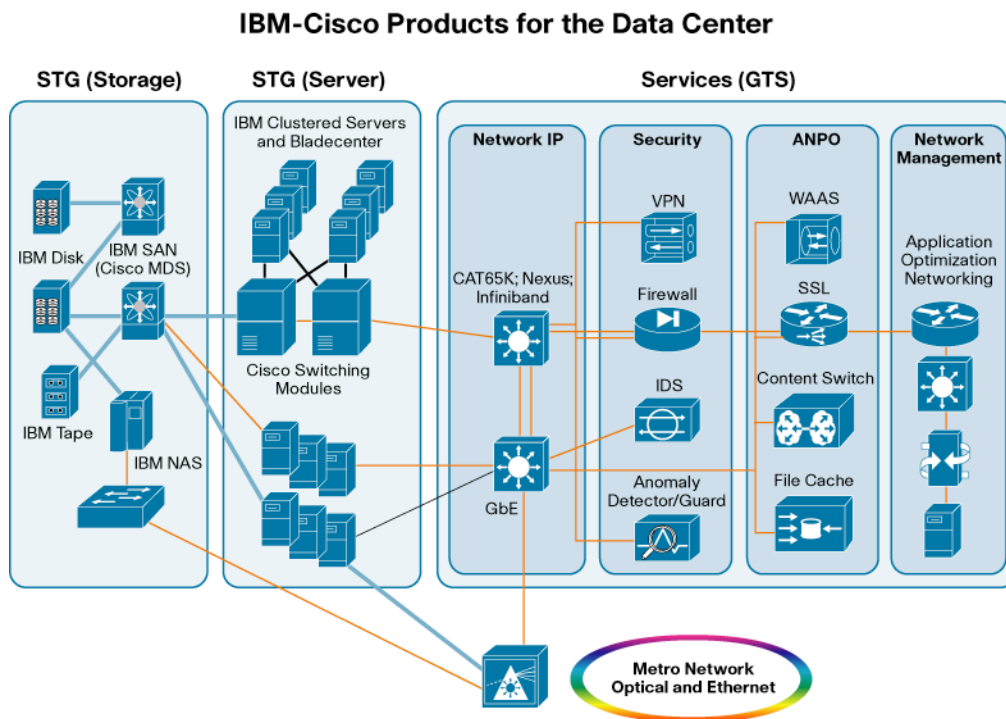 IBM-Cisco Products for the Data Center
STG (Storage)
STG (Server)
Services (GTS)
IBM Clustered Servers
and Bladecenter
Network IP
Security
ANPO
Network
Management
IBM Disk
IBM SAN
(Cisco MDS)
IBM Tape
IBM NAS
Cisco Switching
Modules
CAT65K; Nexus;
Infiniband
GbE
VPN
Firewall
IDS
Anomaly
Detector/Guard
WAAS
SSL
Content Switch
File Cache
Application
Optimization
Networking
Metro Network
Optical and Ethernet